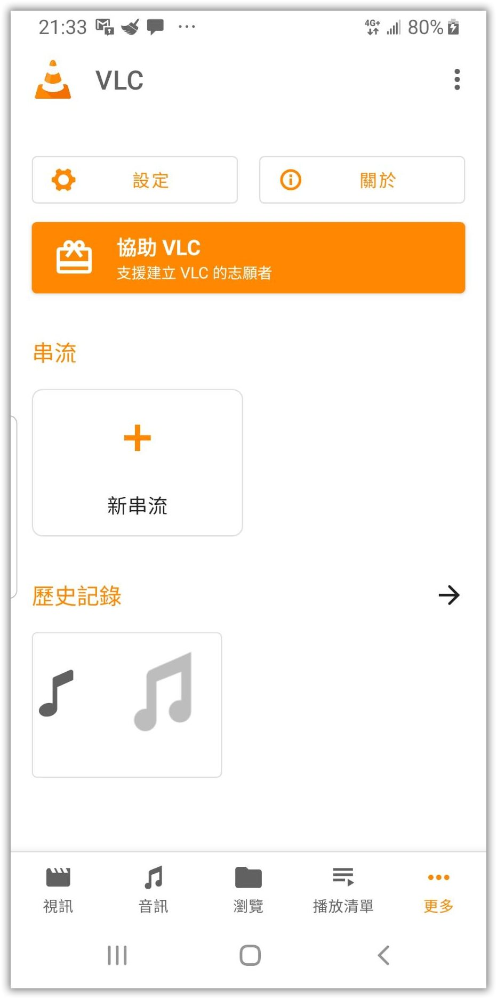 21:33
4G+ 80%
VLC
設定
關於
協助 VLC
支援建立 VLC 的志願者
串流
新串流
歷史記錄
視訊 音訊 瀏覽 播放清單 更多